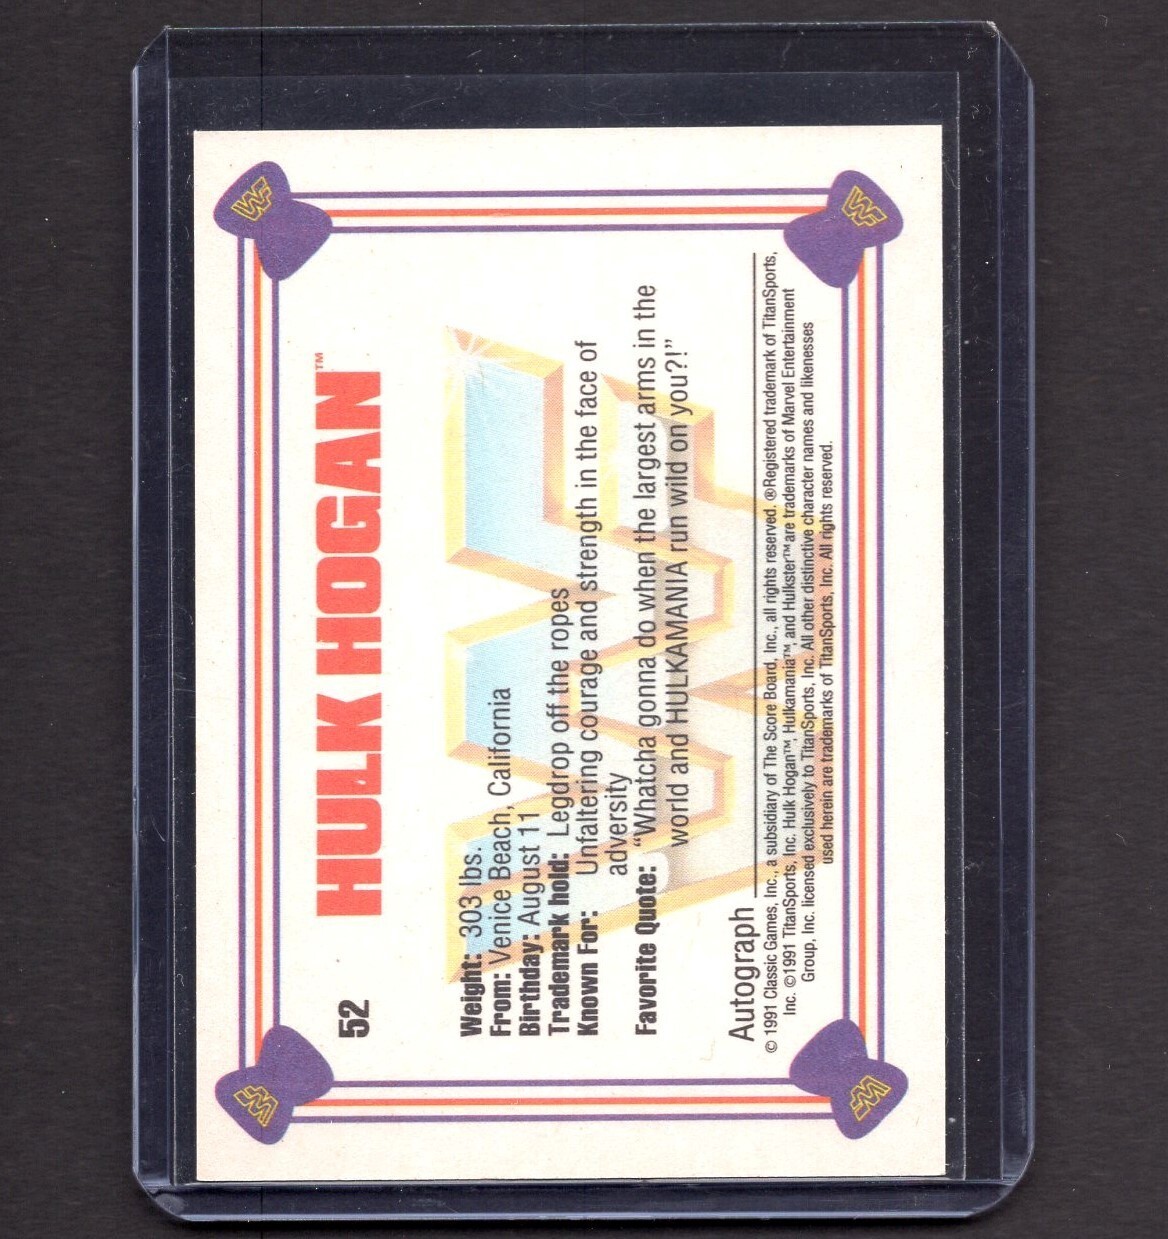 52 HULK HOGAN™
Weight: 303 lbs.
From: Venice Beach, California
Birthday: August 11
Trademark hold: Legdrop off the ropes
Known For: Unfaltering courage and strength in the face of
adversity
Favorite Quote: “Whatcha gonna do when the largest arms in the
world and HULKAMANIA run wild on you?!”
Autograph
© 1991 Classic Games, Inc., a subsidiary of The Score Board, Inc., all rights reserved. ®Registered trademark of TitanSports,
Inc. ©1991 TitanSports, Inc. Hulk Hogan™, Hulkamania™, and Hulkster™ are trademarks of Marvel Entertainment
Group, Inc. licensed exclusively to TitanSports, Inc. All other distinctive character names and likenesses
used herein are trademarks of TitanSports, Inc. All rights reserved.